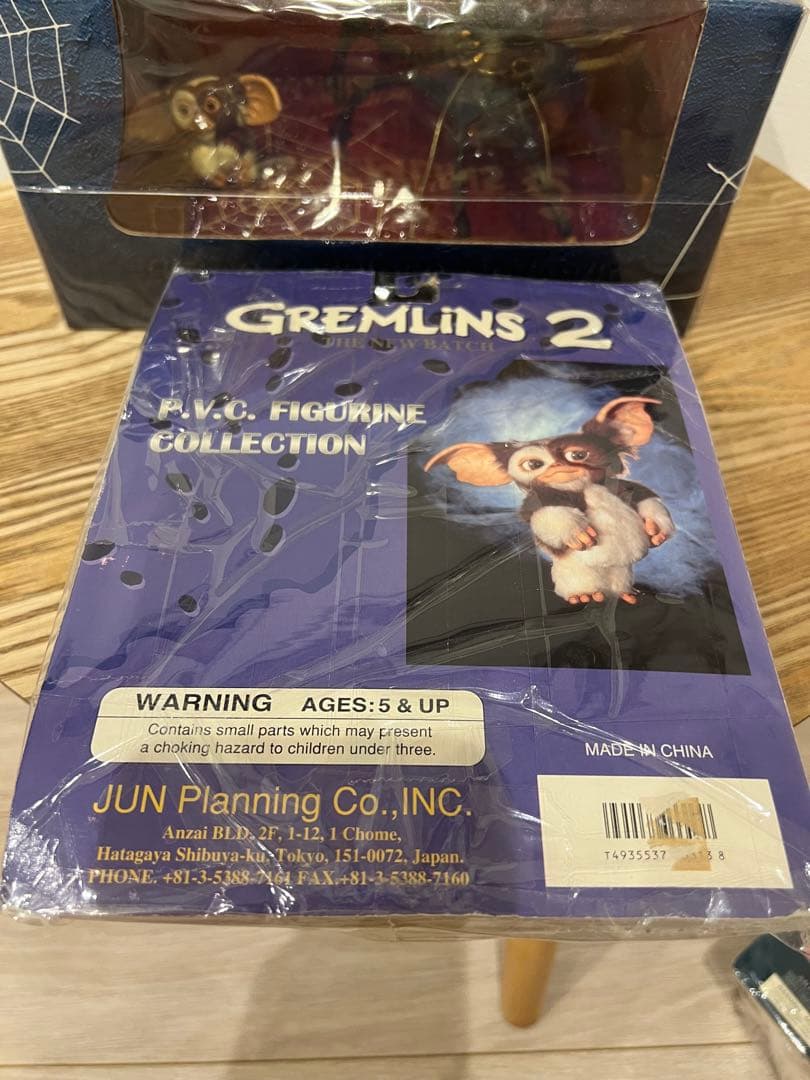 GREMLINS 2
THE NEW BATCH
P.V.C. FIGURINE
COLLECTION
WARNING AGES: 5 & UP
Contains small parts which may present
a choking hazard to children under three.
MADE IN CHINA
JUN Planning Co.,INC.
Anzai BLD. 2F, 1-12, 1 Chome,
Hatagaya Shibuya-ku, Tokyo, 151-0072, Japan.
PHONE. +81-3-5388-7161 FAX.+81-3-5388-7160
T4935537